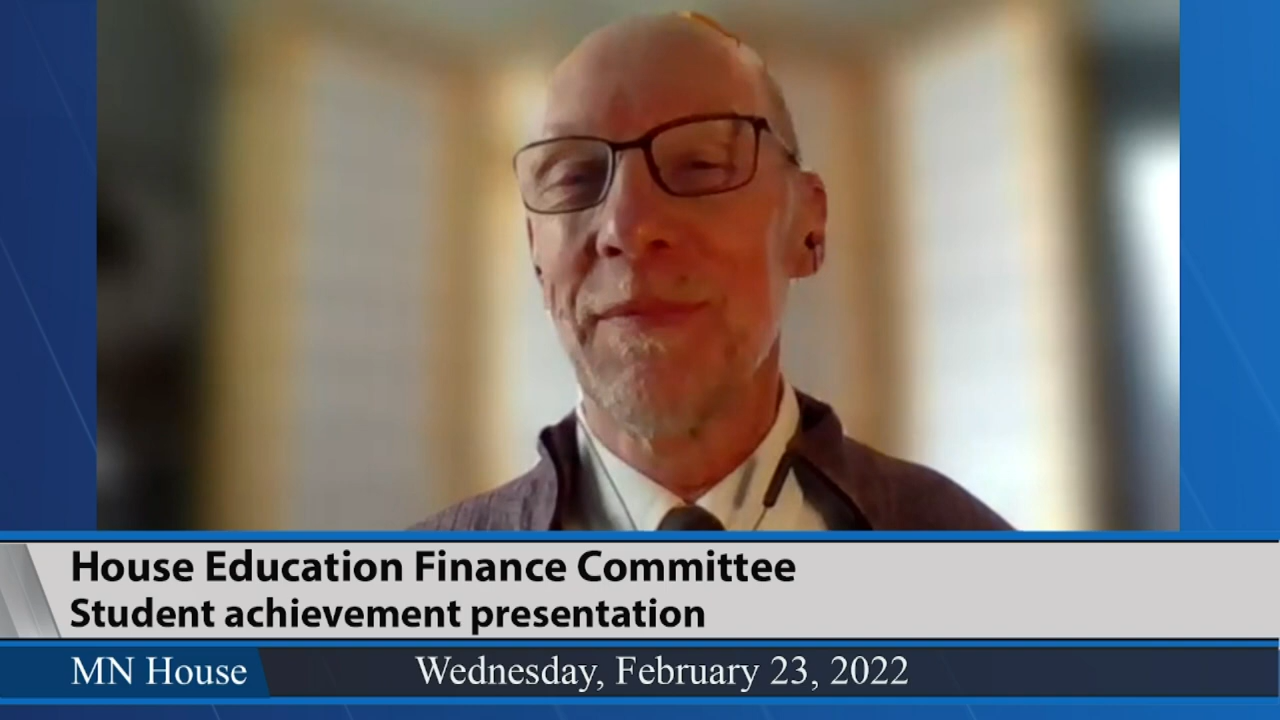 House Education Finance Committee
Student achievement presentation
MN House
Wednesday, February 23, 2022